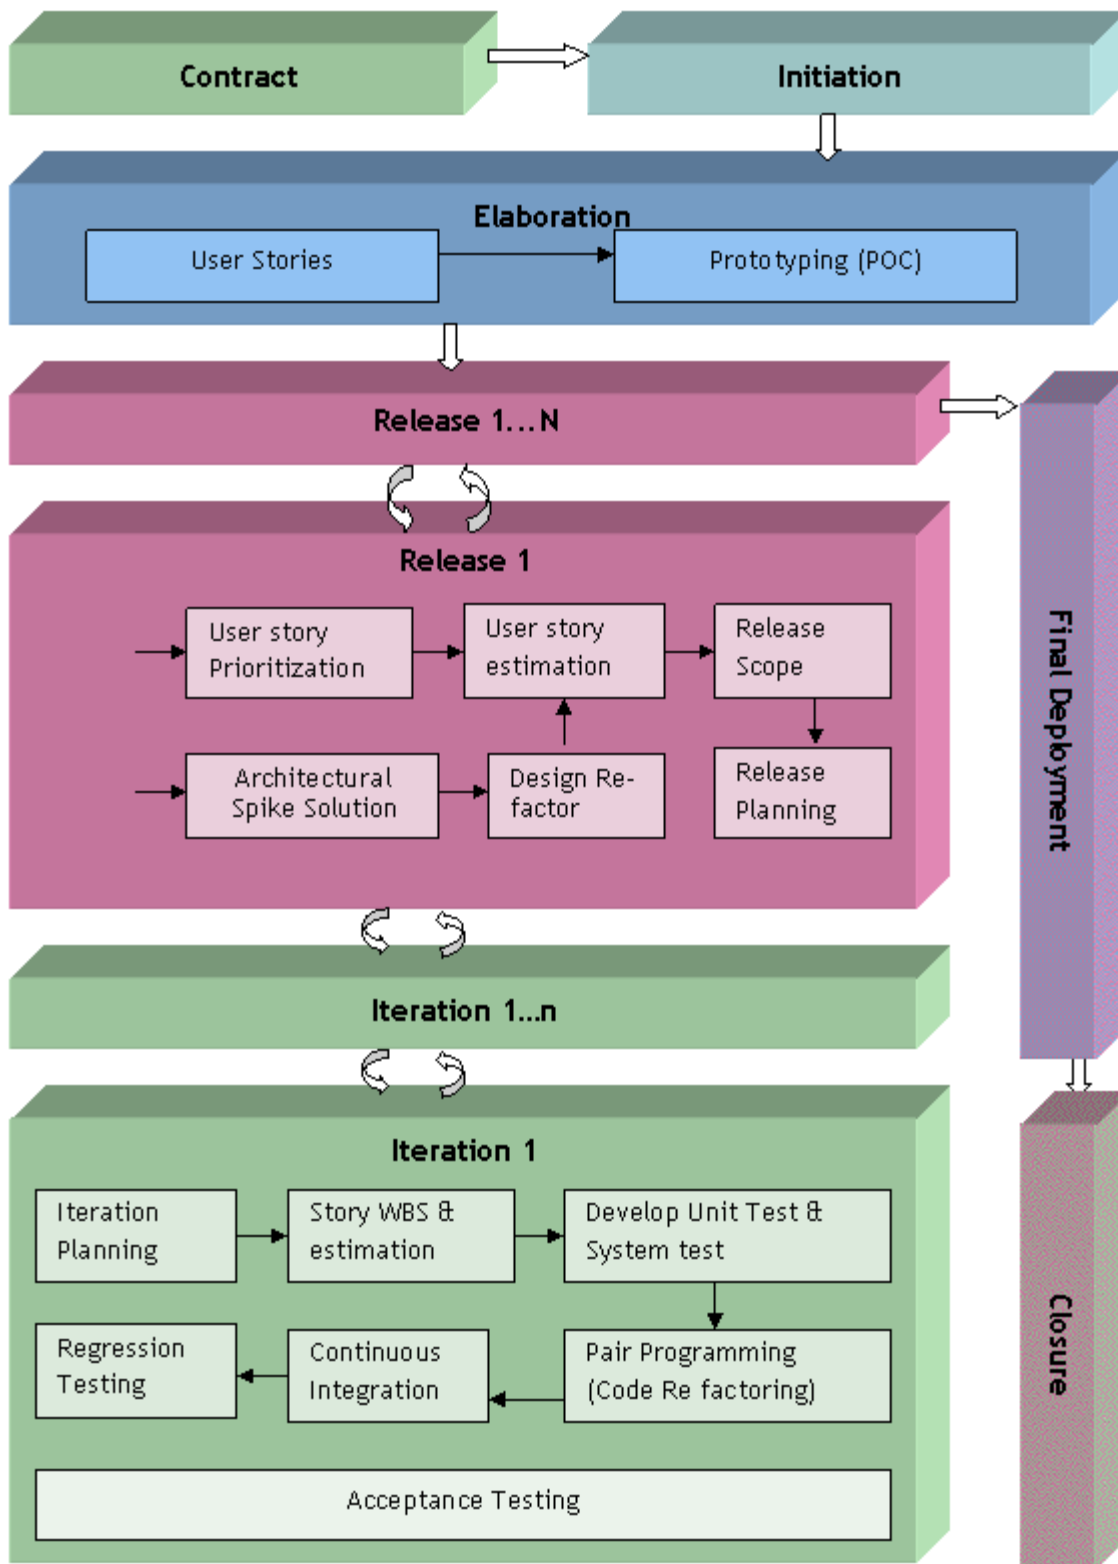 Contract
Initiation
Elaboration
User Stories
Prototyping (POC)
Release 1...N
Release 1
User story
Prioritization
User story
estimation
Release
Scope
Architectural
Spike Solution
Design Re-
factor
Release
Planning
Final Deployment
Iteration 1...n
Iteration 1
Iteration
Planning
Story WBS &
estimation
Develop Unit Test &
System test
Regression
Testing
Continuous
Integration
Pair Programming
(Code Re factoring)
Acceptance Testing
Closure